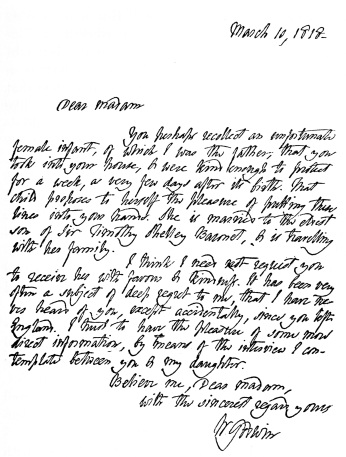 March 10, 1818.
Dear Madam
You perhaps recollect an unfortunate
female infant, of which I was the father, that you
took into your house, & were kind enough to protect
for a week, a very few days after its birth. That
child proposes to herself the pleasure of putting these
lines into your hands. She is married to the eldest
son of Sir Timothy Shelley Baronet, & is travelling
with her family.
I think I need not request you
to receive her with favour & kindness. It has been very
often a subject of deep regret to me, that I have ne-
ver heard of you, except accidentally, since you left
England. I trust to have the pleasure of some more
direct information, by means of the interview I con-
template between you & my daughter.
Believe me, Dear Madam,
with the sincerest regard yours
W Godwin